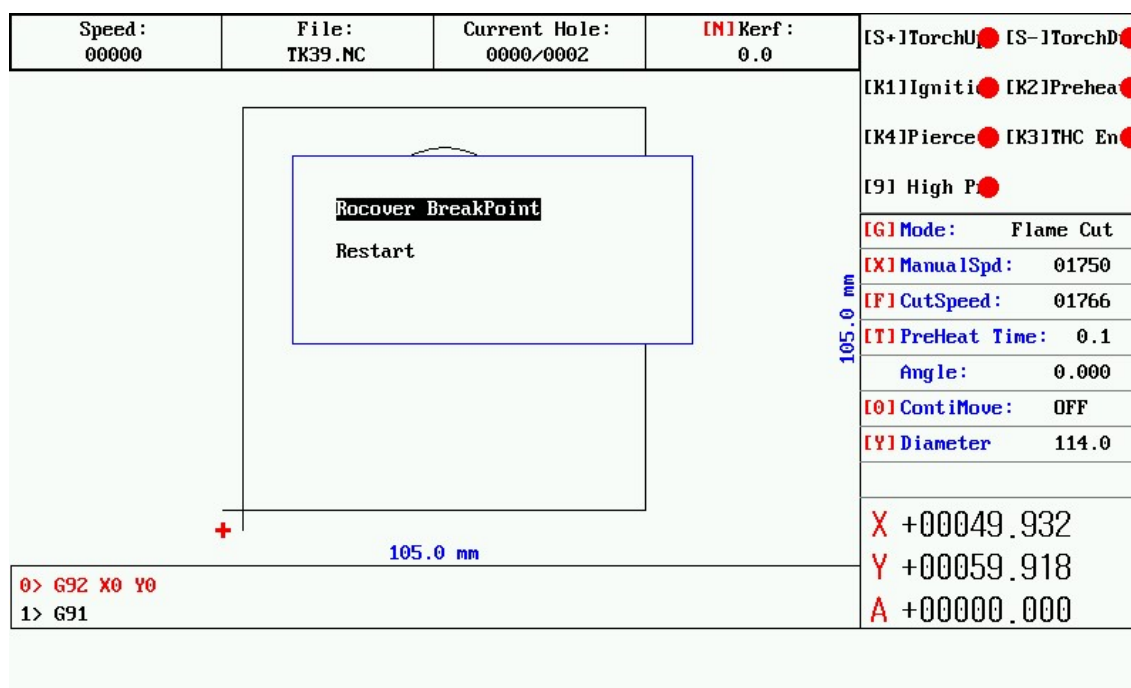 Speed:
00000
File:
TK39.NC
Current Hole:
0000/0002
[N]Kerf:
0.0
[S+]TorchU
[S-]TorchD
[K1]Igniti
[K2]Prehea
[K4]Pierce
[K3]THC En
[9] High P
Rocover BreakPoint
Restart
105.0 mm
105.0 mm
[G]Mode: Flame Cut
[X]ManualSpd: 01750
[F]CutSpeed: 01766
[T]PreHeat Time: 0.1
Angle: 0.000
[0]ContiMove: OFF
[Y]Diameter 114.0
X +00049.932
Y +00059.918
A +00000.000
0> G92 X0 Y0
1> G91